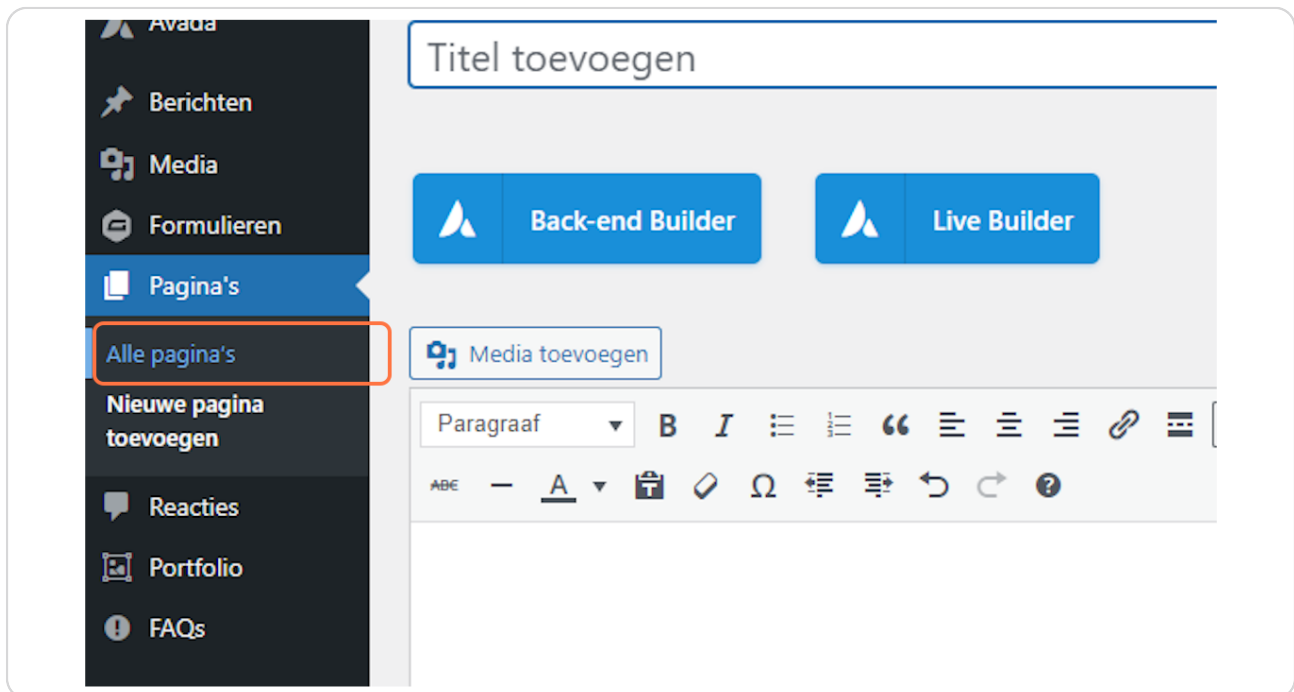 Avada
Titel toevoegen
Berichten
Media
Formulieren
Back-end Builder
Live Builder
Pagina's
Alle pagina's
Media toevoegen
Nieuwe pagina
toevoegen
Paragraaf
B I
ABC A Ω
Reacties
Portfolio
FAQs